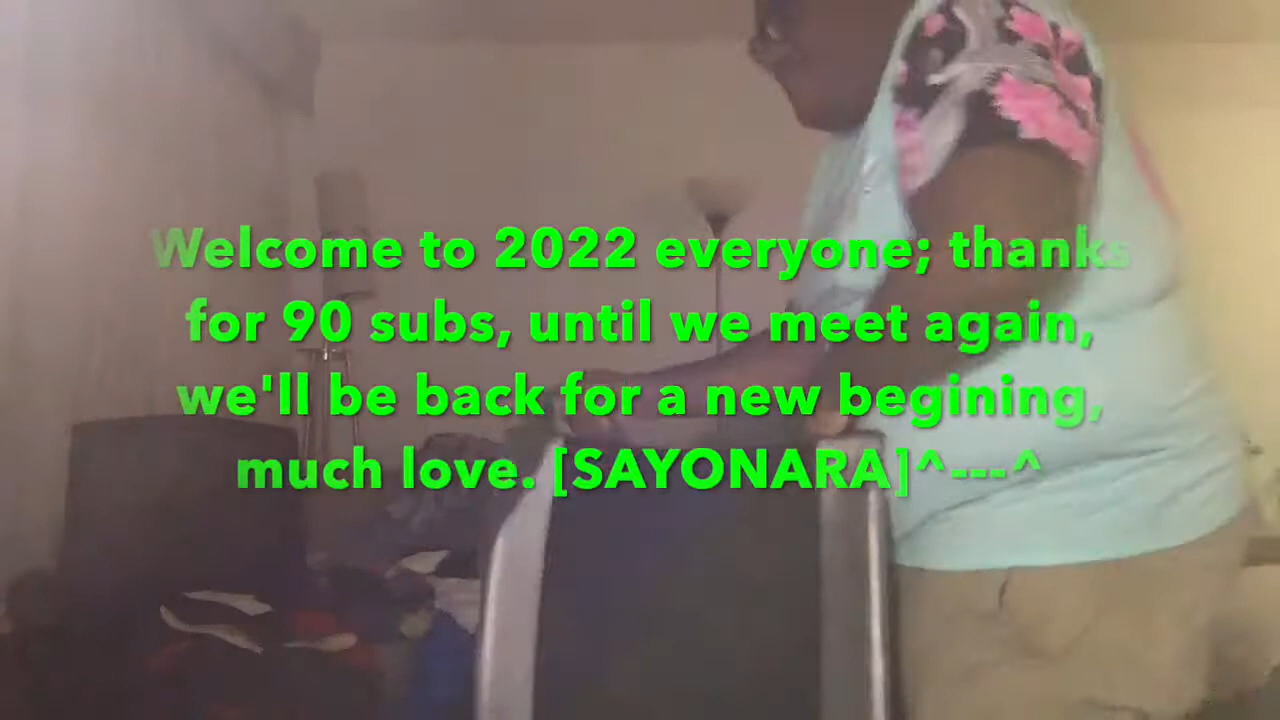 Welcome to 2022 everyone; thanks
for 90 subs, until we meet again,
we'll be back for a new begining,
much love. [SAYONARA]^---^